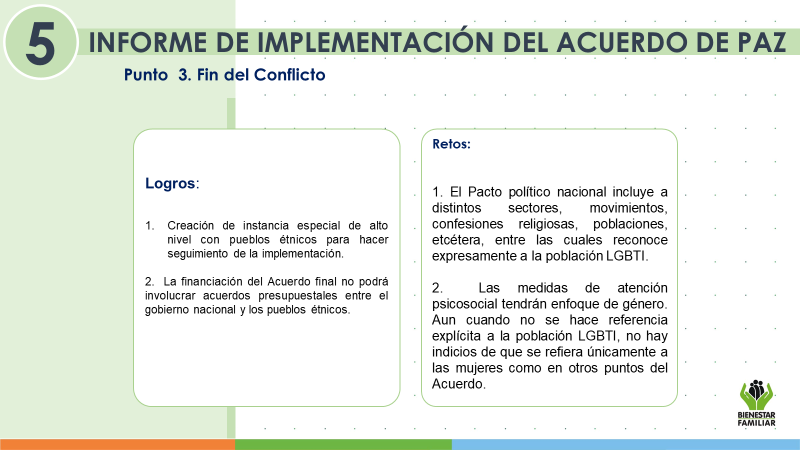 5
INFORME DE IMPLEMENTACIÓN DEL ACUERDO DE PAZ
Punto 3. Fin del Conflicto
Logros:
1. Creación de instancia especial de alto
nivel con pueblos étnicos para hacer
seguimiento de la implementación.
2. La financiación del Acuerdo final no podrá
involucrar acuerdos presupuestales entre el
gobierno nacional y los pueblos étnicos.
Retos:
1. El Pacto político nacional incluye a
distintos sectores, movimientos,
confesiones religiosas, poblaciones,
etcétera, entre las cuales reconoce
expresamente a la población LGBTI.
2. Las medidas de atención
psicosocial tendrán enfoque de género.
Aun cuando no se hace referencia
explícita a la población LGBTI, no hay
indicios de que se refiera únicamente a
las mujeres como en otros puntos del
Acuerdo.
BIENESTAR
FAMILIAR